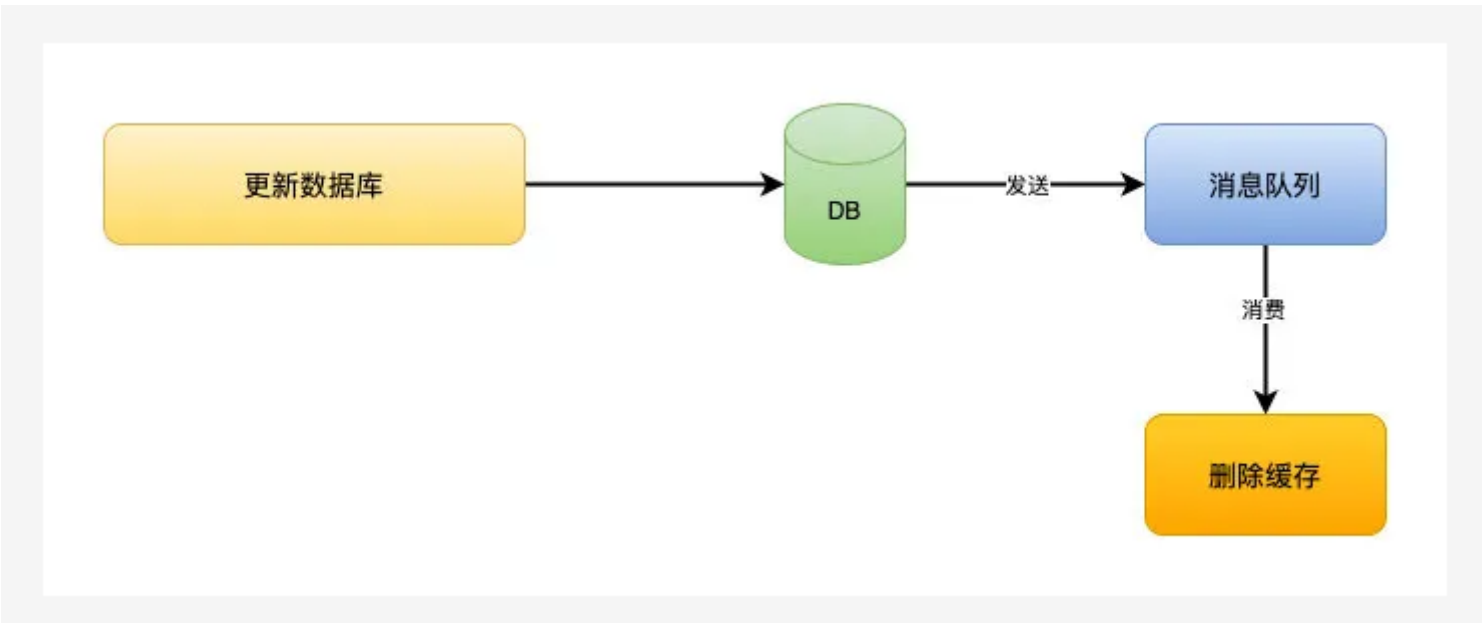 更新数据库
DB
发送
消息队列
消费
删除缓存